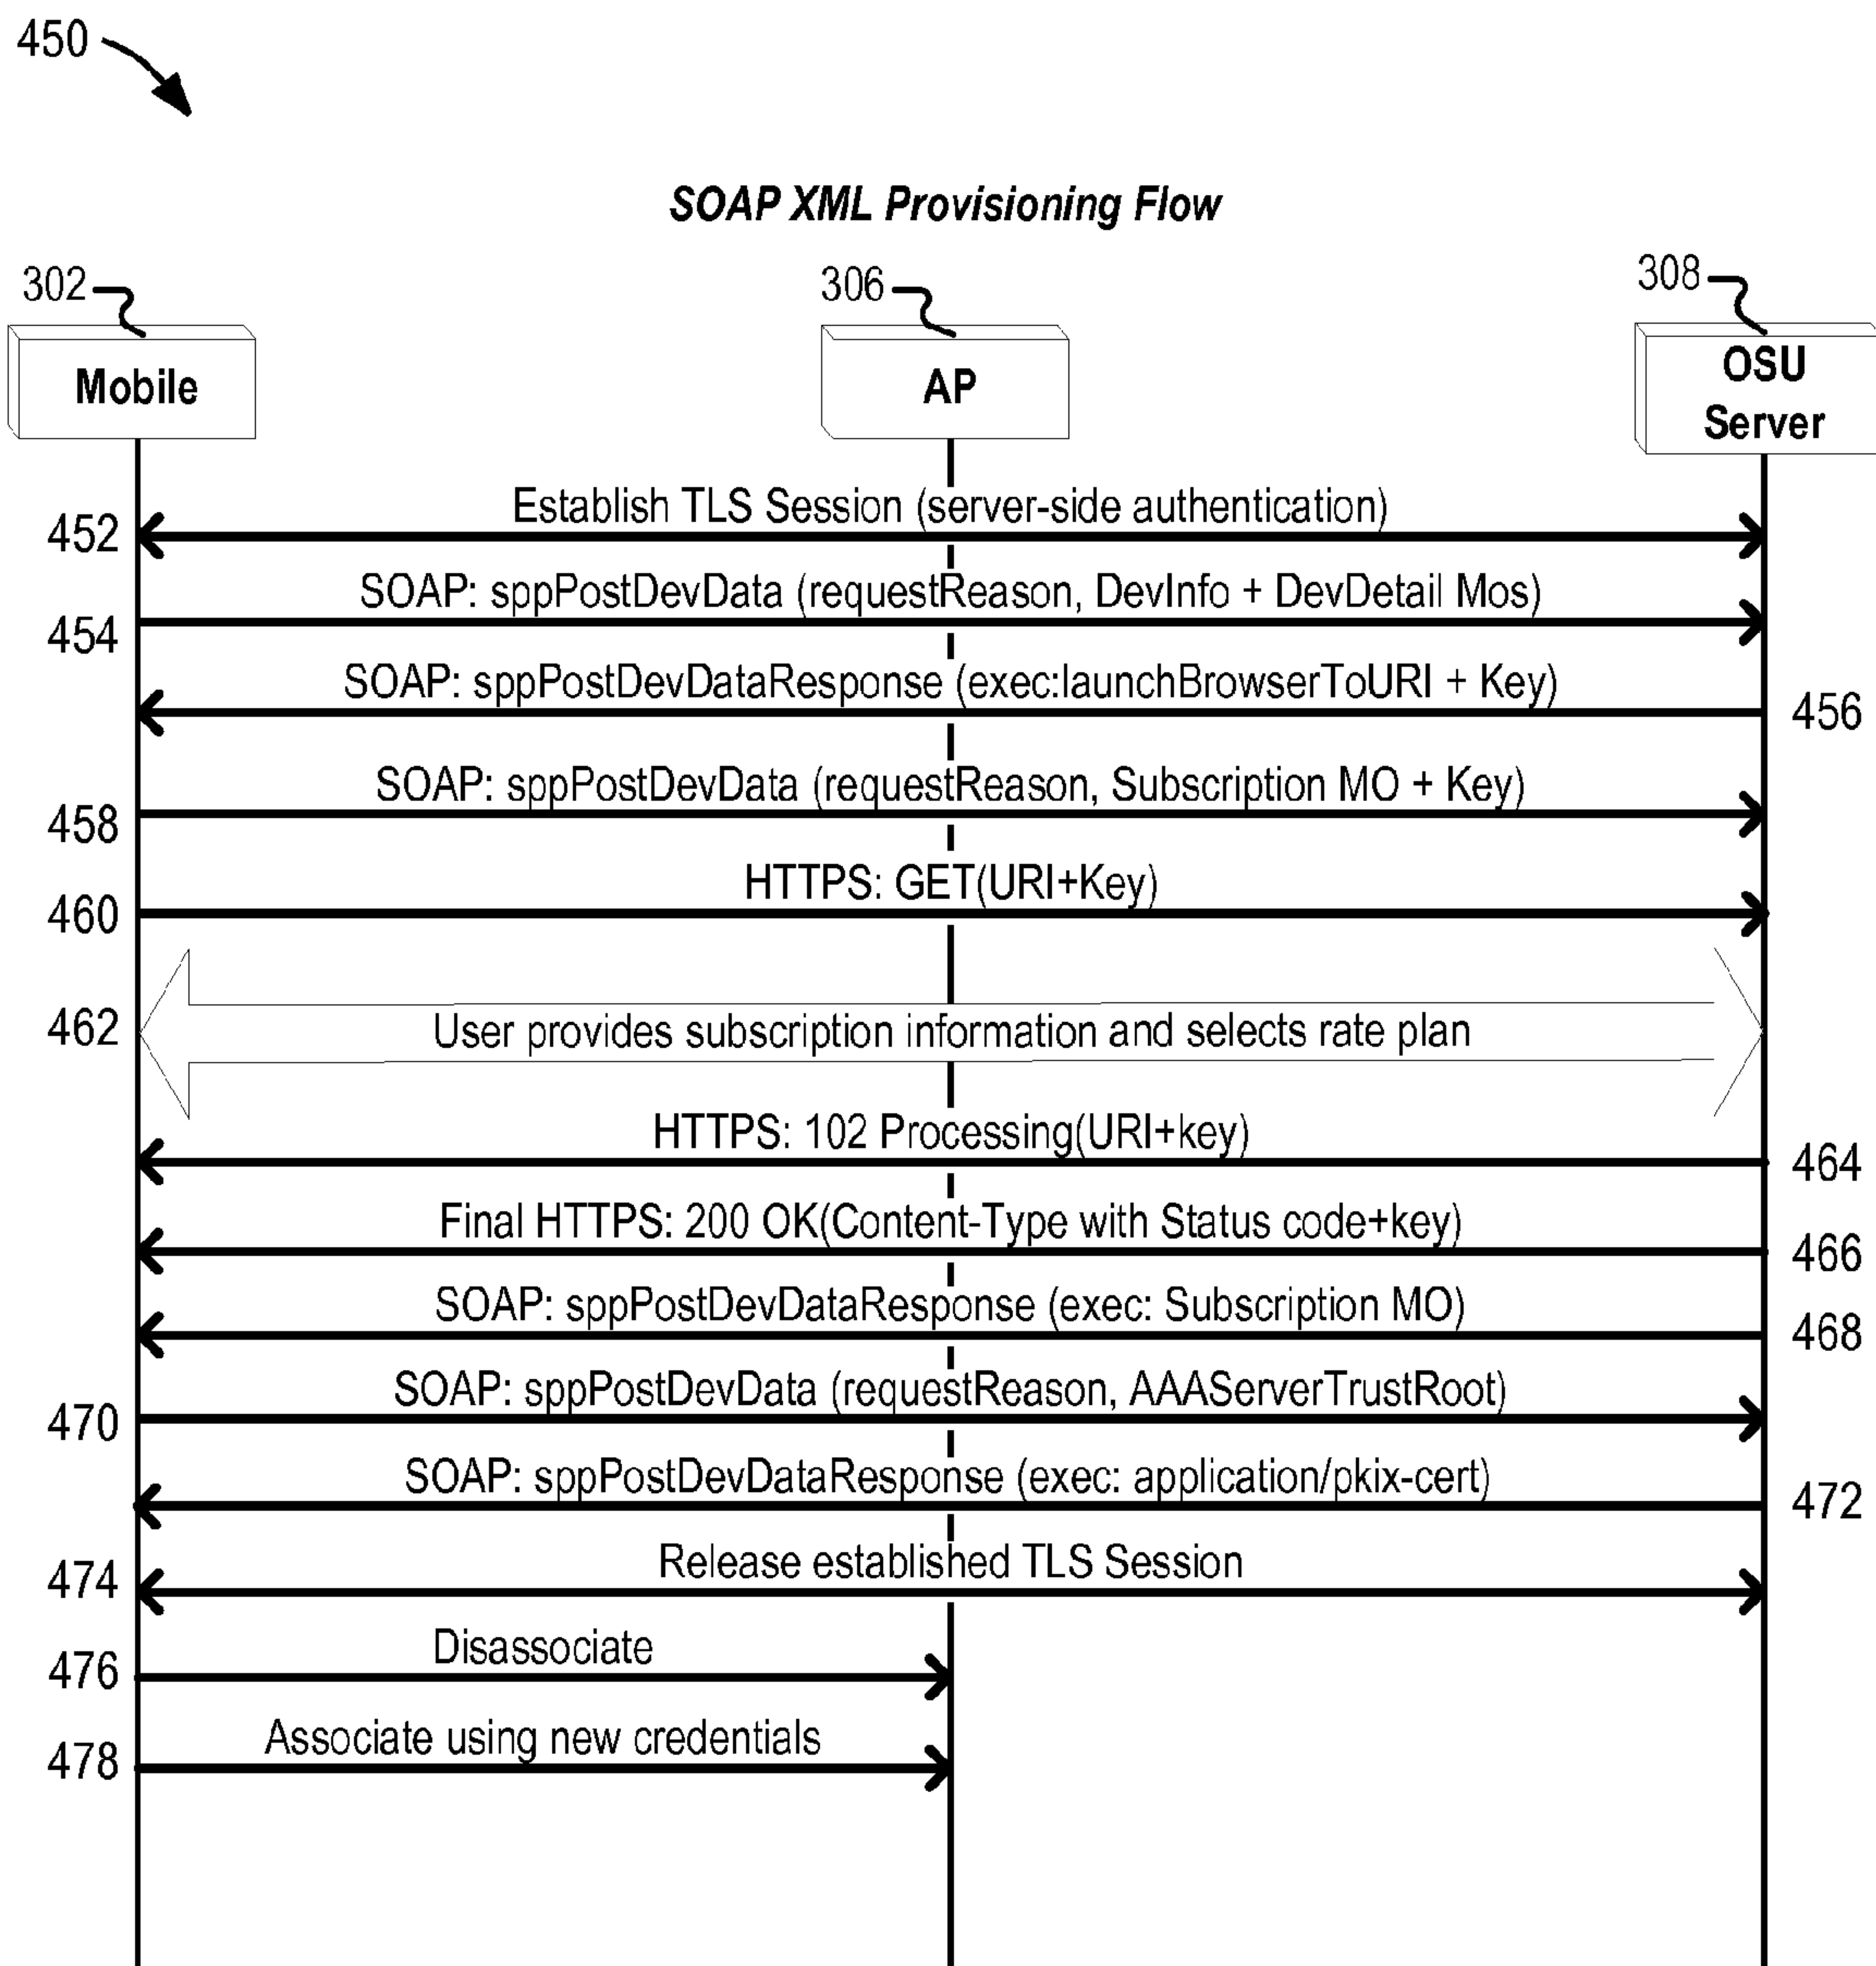 450
SOAP XML Provisioning Flow
302
306
308
Mobile
AP
OSU
Server
Establish TLS Session (server-side authentication)
452
SOAP: sppPostDevData (requestReason, DevInfo + DevDetail Mos)
454
SOAP: sppPostDevDataResponse (exec:launchBrowserToURI + Key)
456
SOAP: sppPostDevData (requestReason, Subscription MO + Key)
458
HTTPS: GET(URI+Key)
460
462
User provides subscription information and selects rate plan
HTTPS: 102 Processing(URI+key)
464
Final HTTPS: 200 OK(Content-Type with Status code+key)
466
SOAP: sppPostDevDataResponse (exec: Subscription MO)
468
SOAP: sppPostDevData (requestReason, AAAServerTrustRoot)
470
SOAP: sppPostDevDataResponse (exec: application/pkix-cert)
472
Release established TLS Session
474
Disassociate
476
Associate using new credentials
478